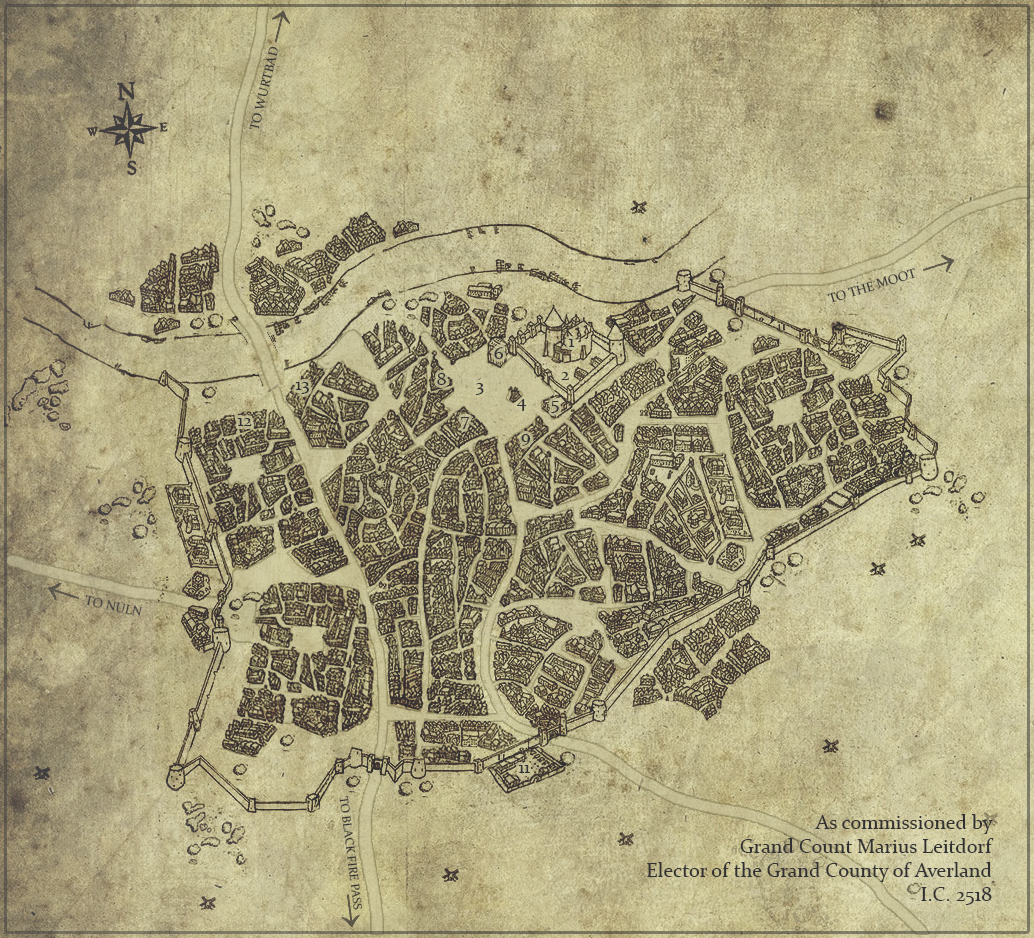 TO WURTBAD
N
W E
S
TO THE MOOT
1
6
2
13
8
3
4
5
12
7
9
TO NULN
11
TO BLACK FIRE PASS
As commissioned by
Grand Count Marius Leitdorf
Elector of the Grand County of Averland
I.C. 2518